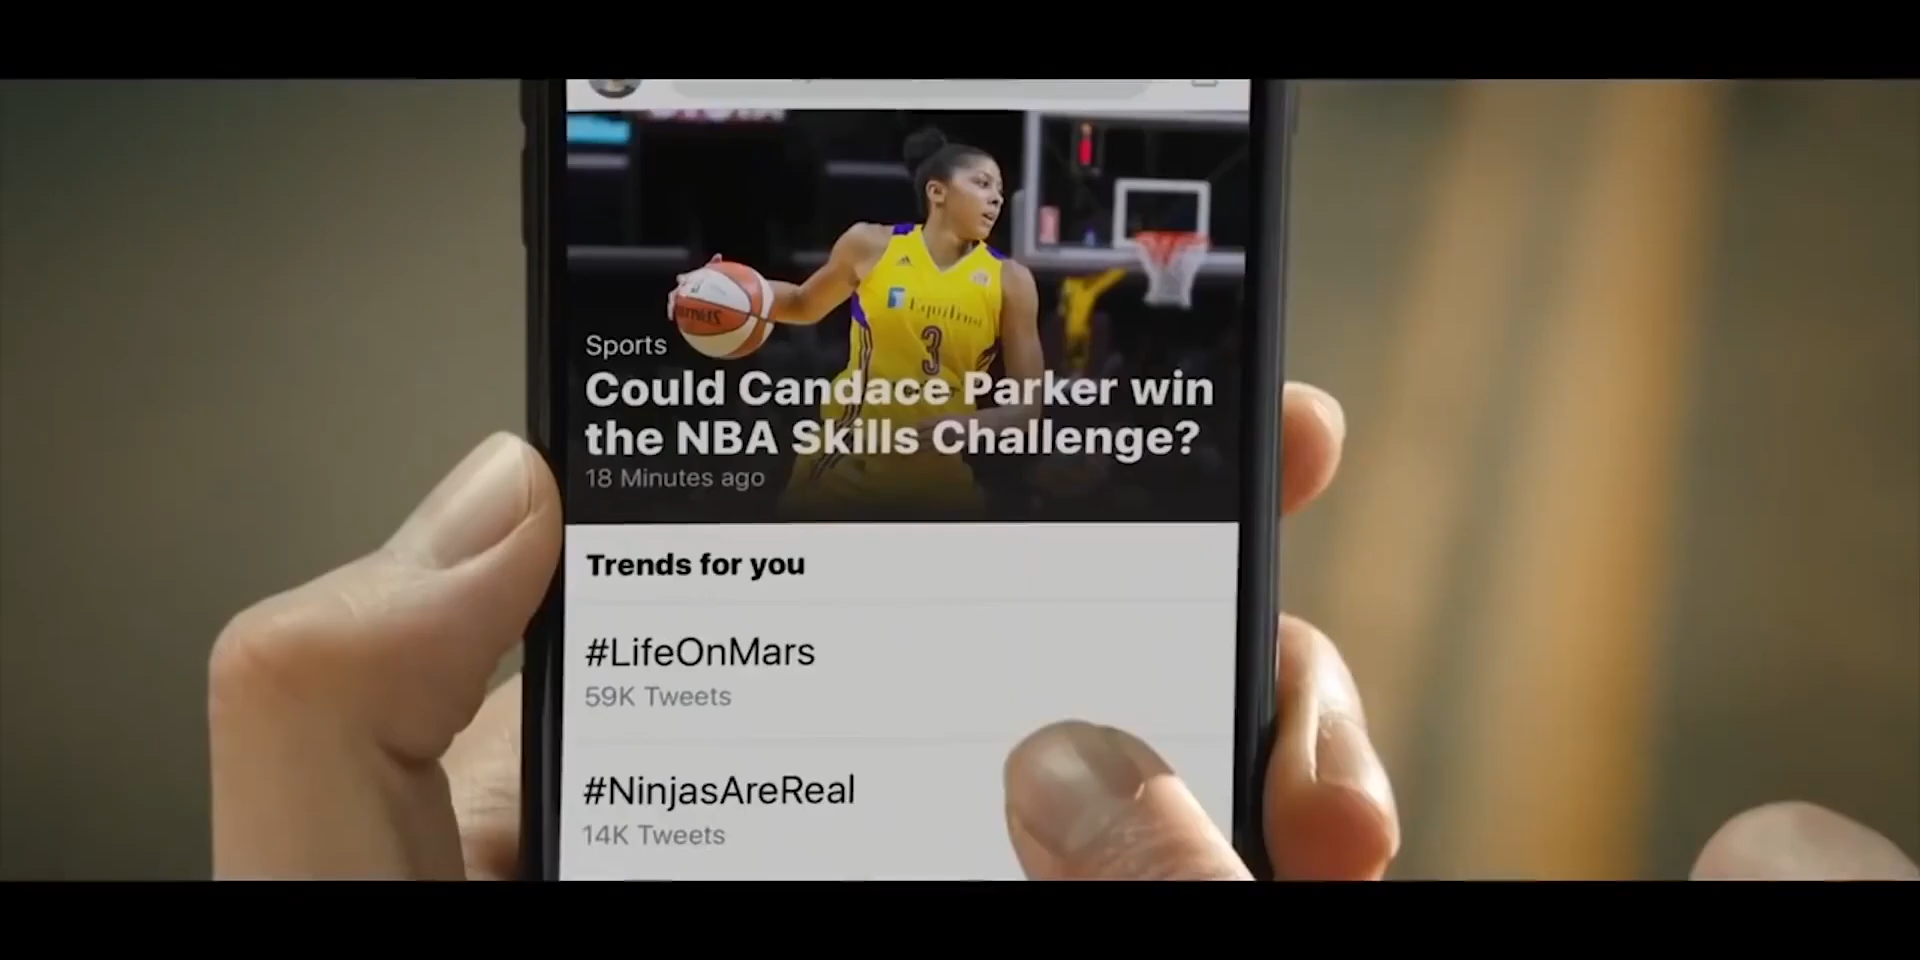 EquiTrust
3
Sports
Could Candace Parker win
the NBA Skills Challenge?
18 Minutes ago
Trends for you
#LifeOnMars
59K Tweets
#NinjasAreReal
14K Tweets